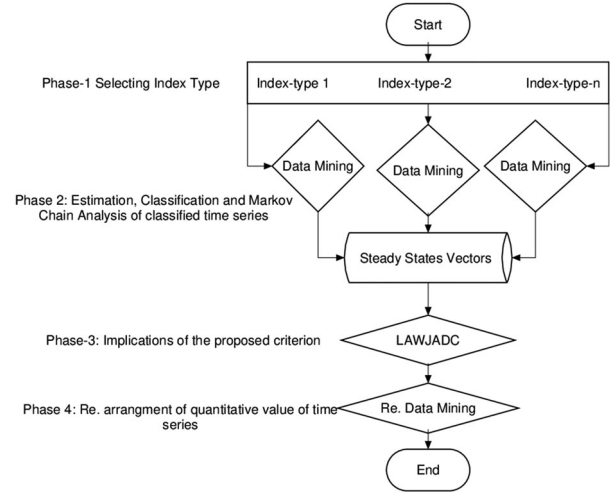 Start
Phase-1 Selecting Index Type
Index-type 1
Index-type-2
Index-type-n
Data Mining
Data Mining
Data Mining
Phase 2: Estimation, Classification and Markov
Chain Analysis of classified time series
Steady States Vectors
Phase-3: Implications of the proposed criterion
LAWJADC
Phase 4: Re. arrangment of quantitative value of time
series
Re. Data Mining
End